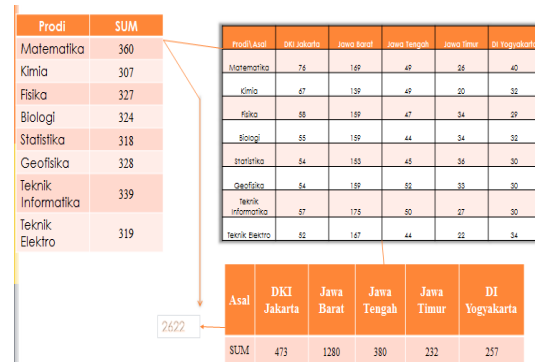 Prodi SUM
Matematika 360
Kimia 307
Fisika 327
Biologi 324
Statistika 318
Geofisika 328
Teknik
Informatika 339
Teknik
Elektro 319
Prodi\Asal DKI Jakarta Jawa Barat Jawa Tengah Jawa Timur DI Yogyakarta
Matematika 76 169 49 26 40
Kimia 67 139 49 20 32
Fisika 58 159 47 34 29
Biologi 55 159 44 34 32
Statistika 54 153 45 36 30
Geofisika 54 159 52 33 30
Teknik
Informatika 57 175 50 27 30
Teknik Elektro 52 167 44 22 34
Asal DKI Jakarta Jawa Barat Jawa Tengah Jawa Timur DI Yogyakarta
SUM 473 1280 380 232 257
2622